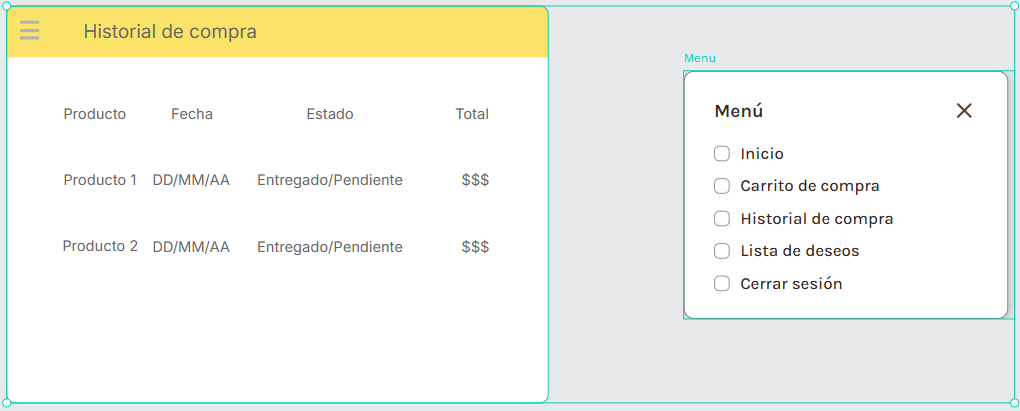 Historial de compra
Producto Fecha Estado Total
Producto 1 DD/MM/AA Entregado/Pendiente $$$
Producto 2 DD/MM/AA Entregado/Pendiente $$$
Menu
Menú
Inicio
Carrito de compra
Historial de compra
Lista de deseos
Cerrar sesión